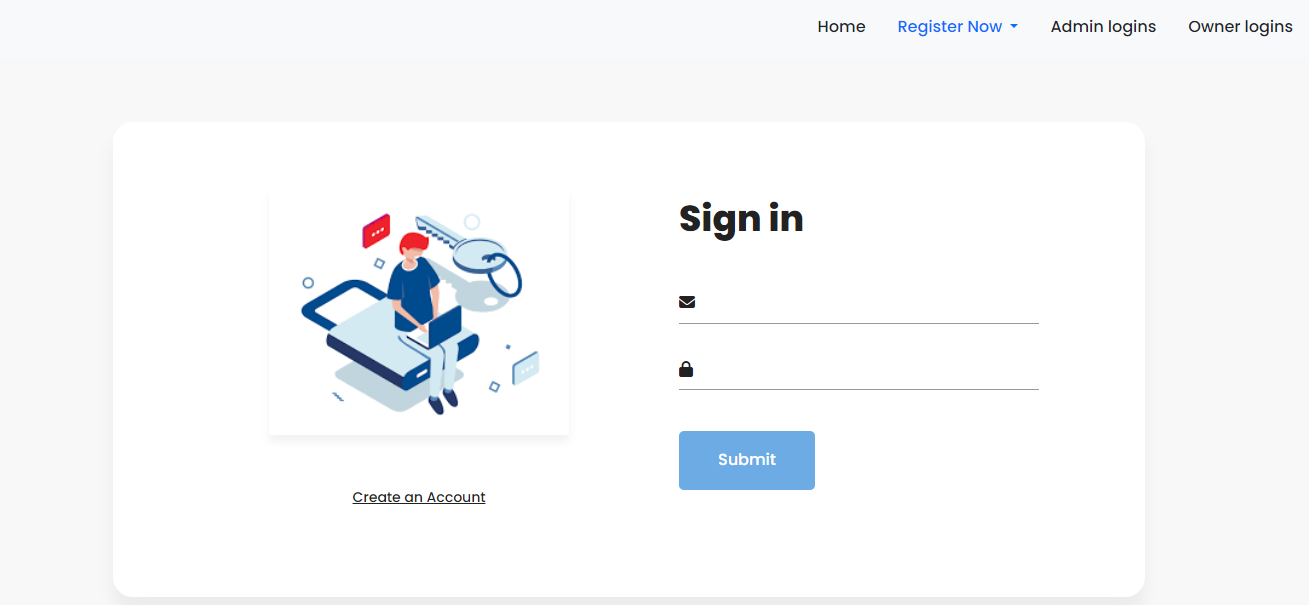 Home Register Now Admin logins Owner logins
Sign in
Submit
Create an Account